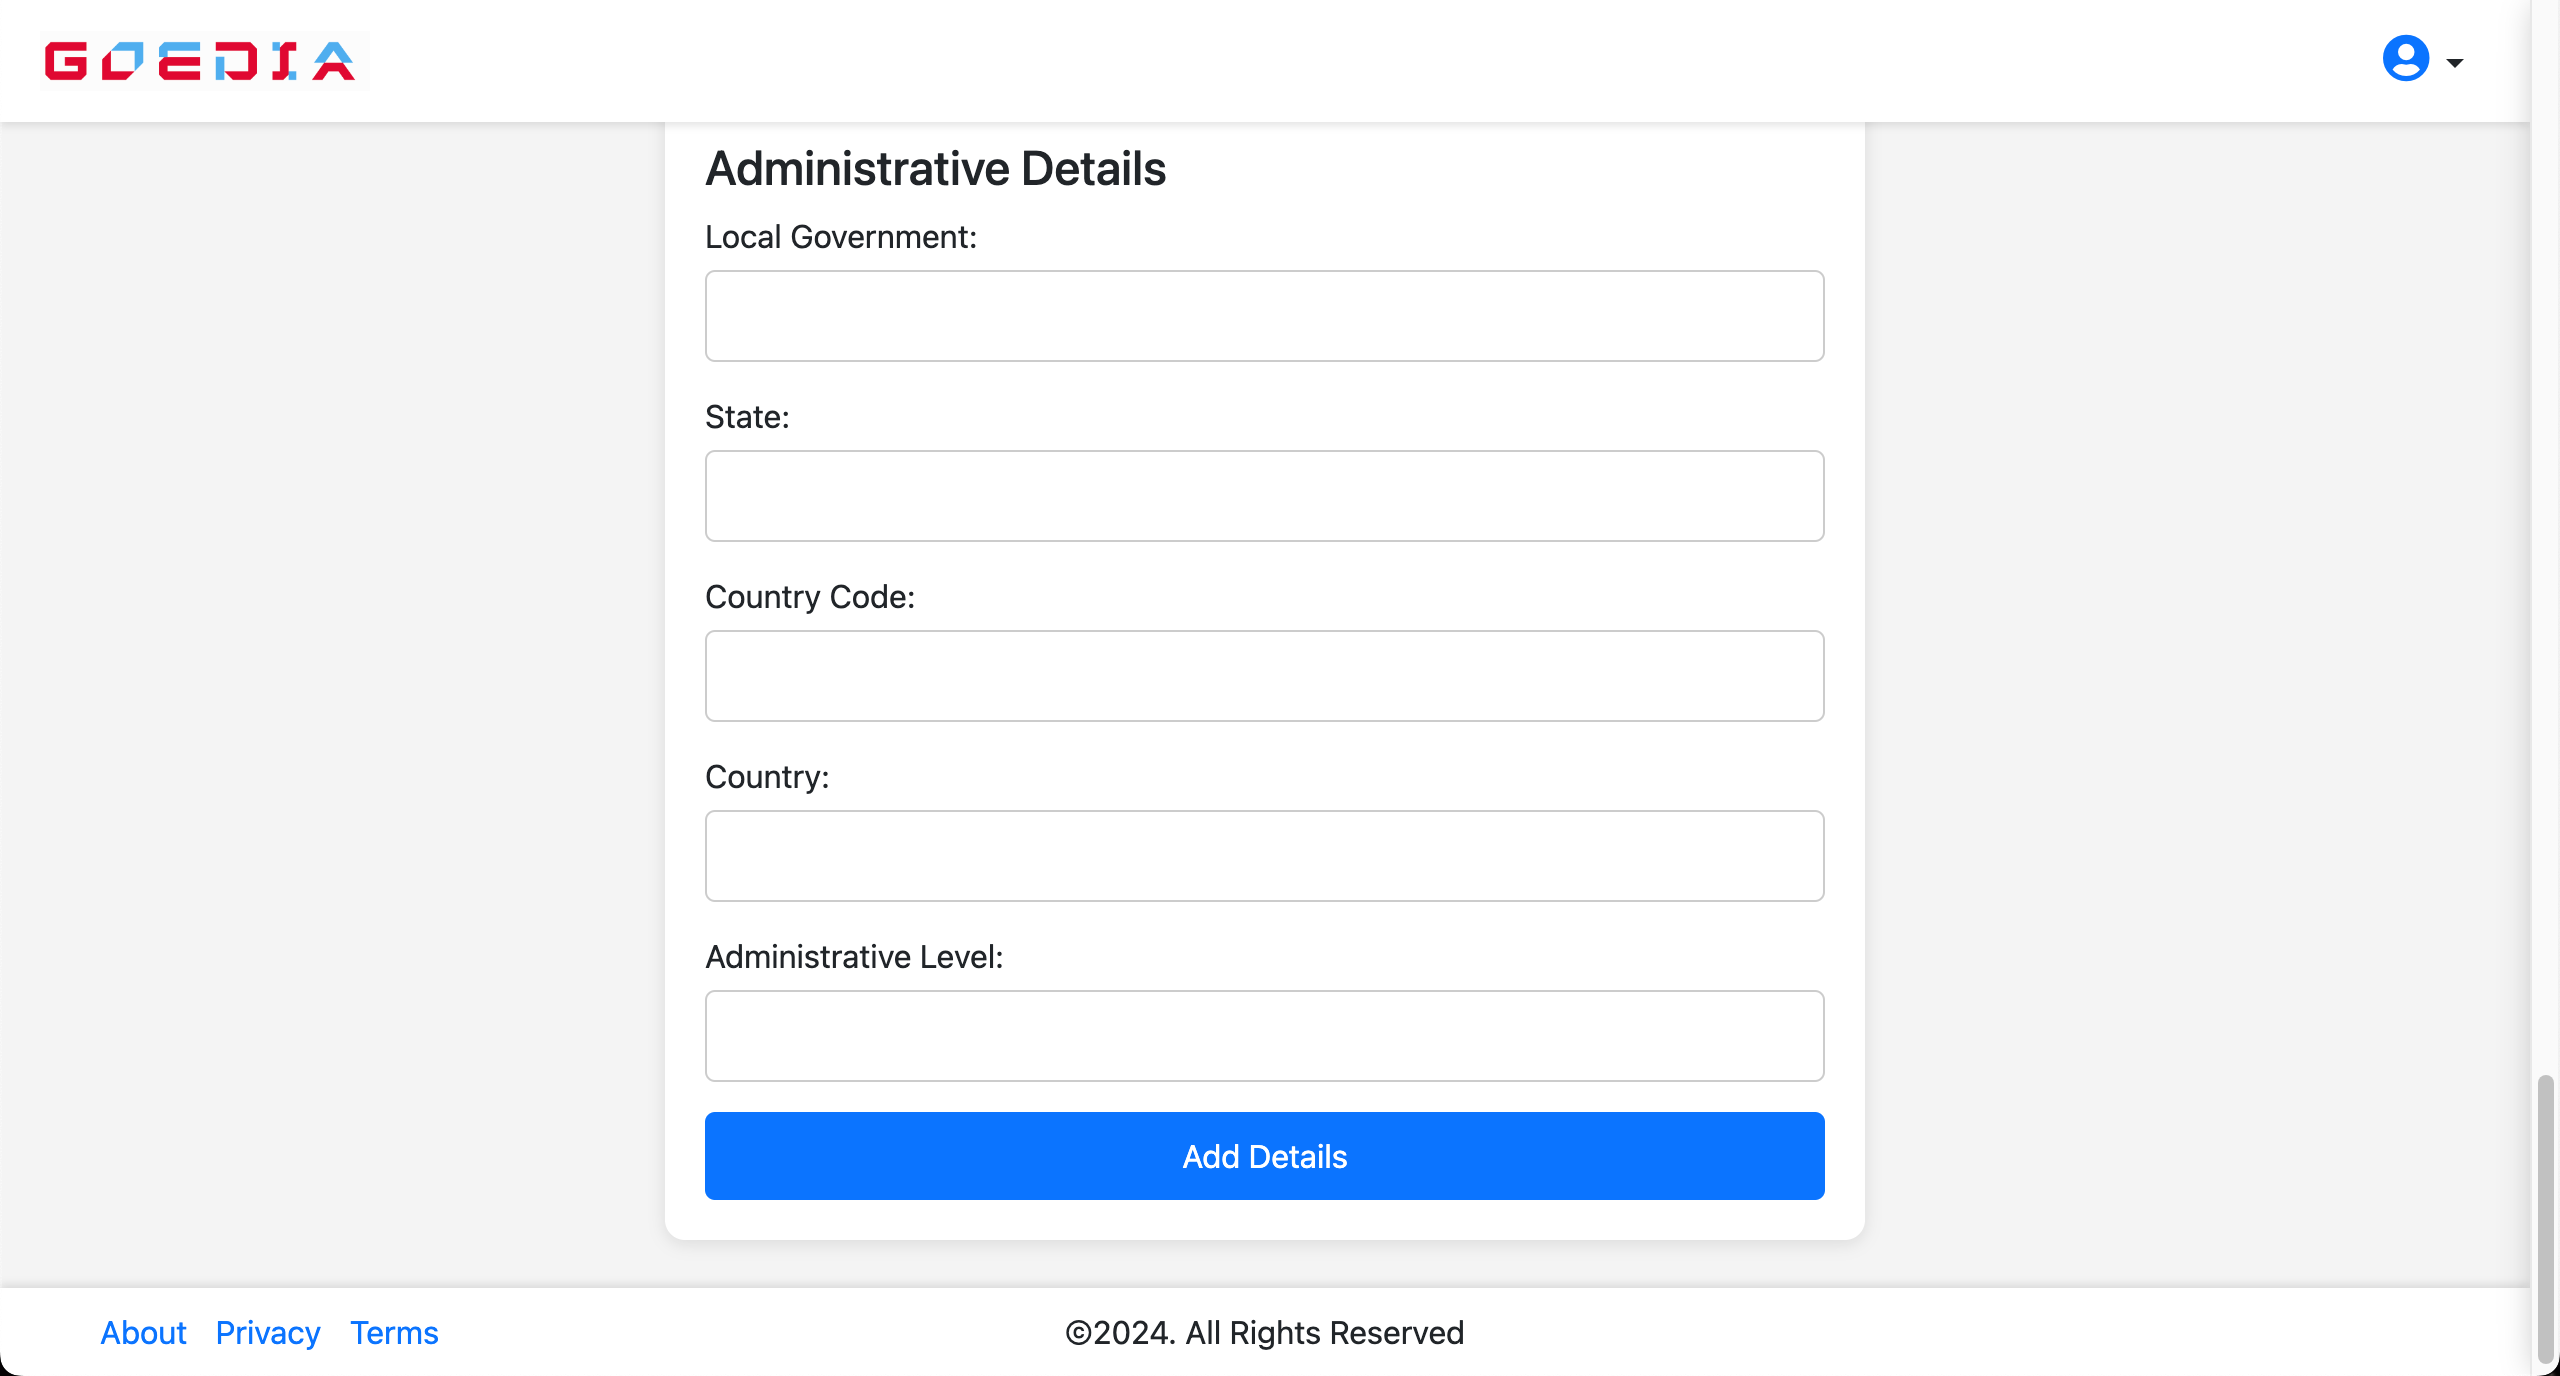 GOEDIA
Administrative Details
Local Government:
State:
Country Code:
Country:
Administrative Level:
Add Details
About Privacy Terms
©2024. All Rights Reserved